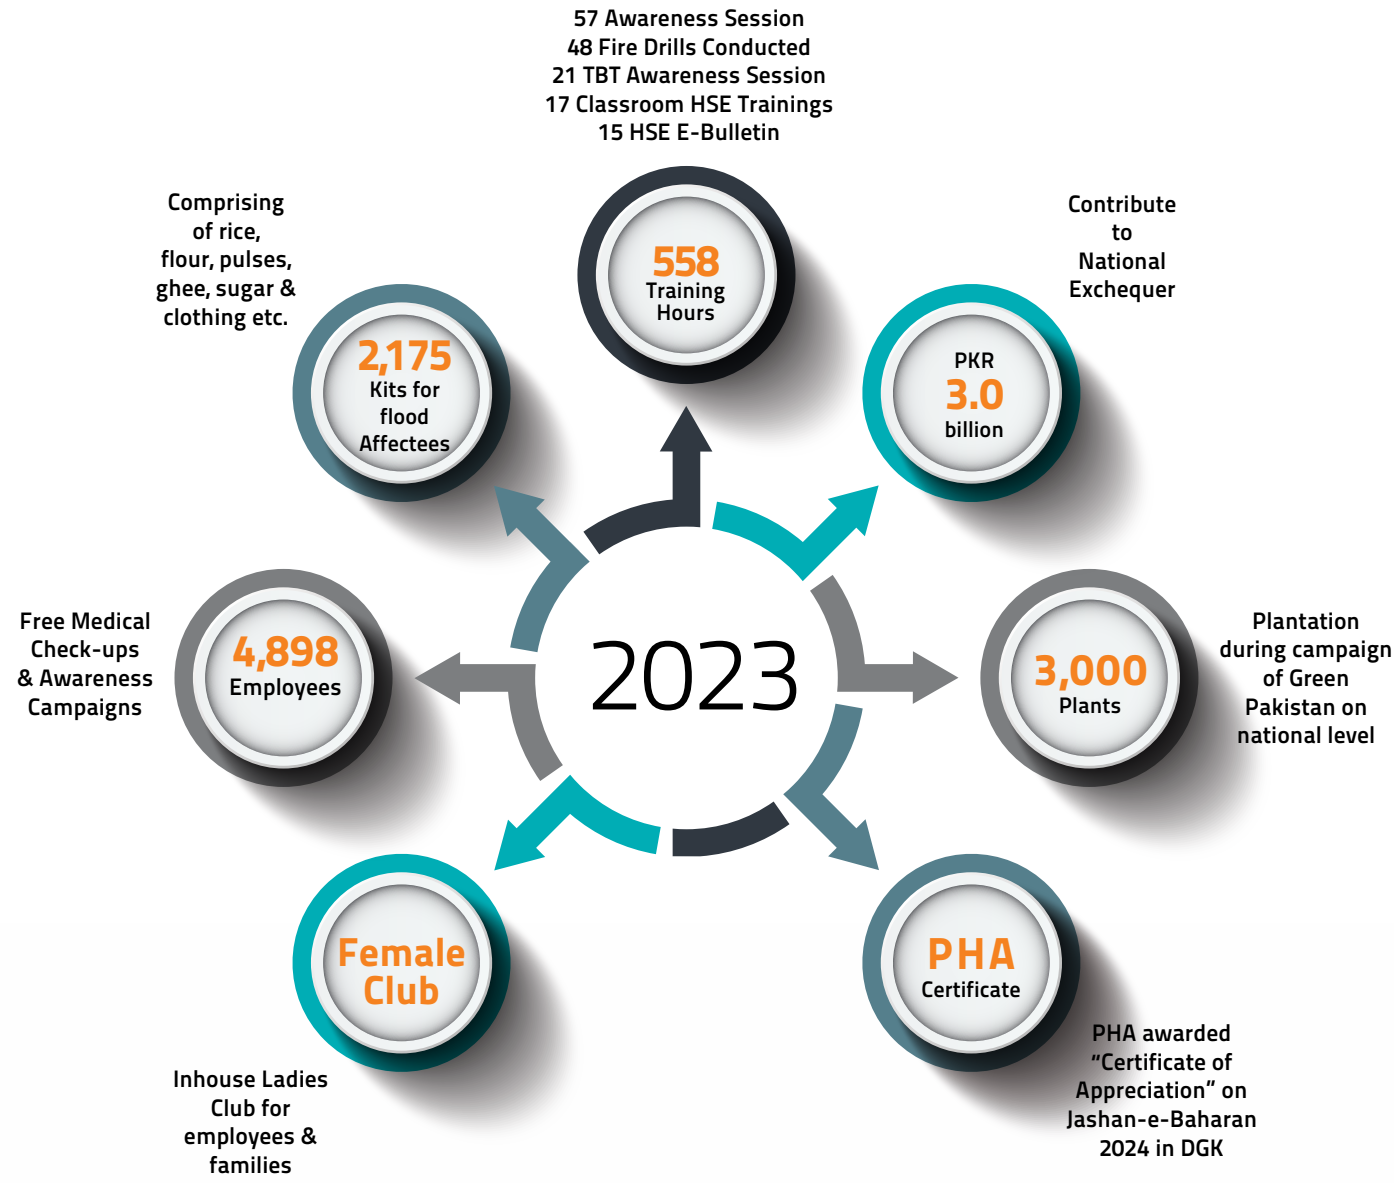 57 Awareness Session
48 Fire Drills Conducted
21 TBT Awareness Session
17 Classroom HSE Trainings
15 HSE E-Bulletin
558
Training
Hours
Contribute
to
National
Exchequer
PKR
3.0
billion
Plantation
during campaign
of Green
Pakistan on
national level
3,000
Plants
PHA
Certificate
PHA awarded
"Certificate of
Appreciation" on
Jashan-e-Baharan
2024 in DGK
Female
Club
Inhouse Ladies
Club for
employees &
families
Free Medical
Check-ups
& Awareness
Campaigns
4,898
Employees
Comprising
of rice,
flour, pulses,
ghee, sugar &
clothing etc.
2,175
Kits for
flood
Affectees
2023